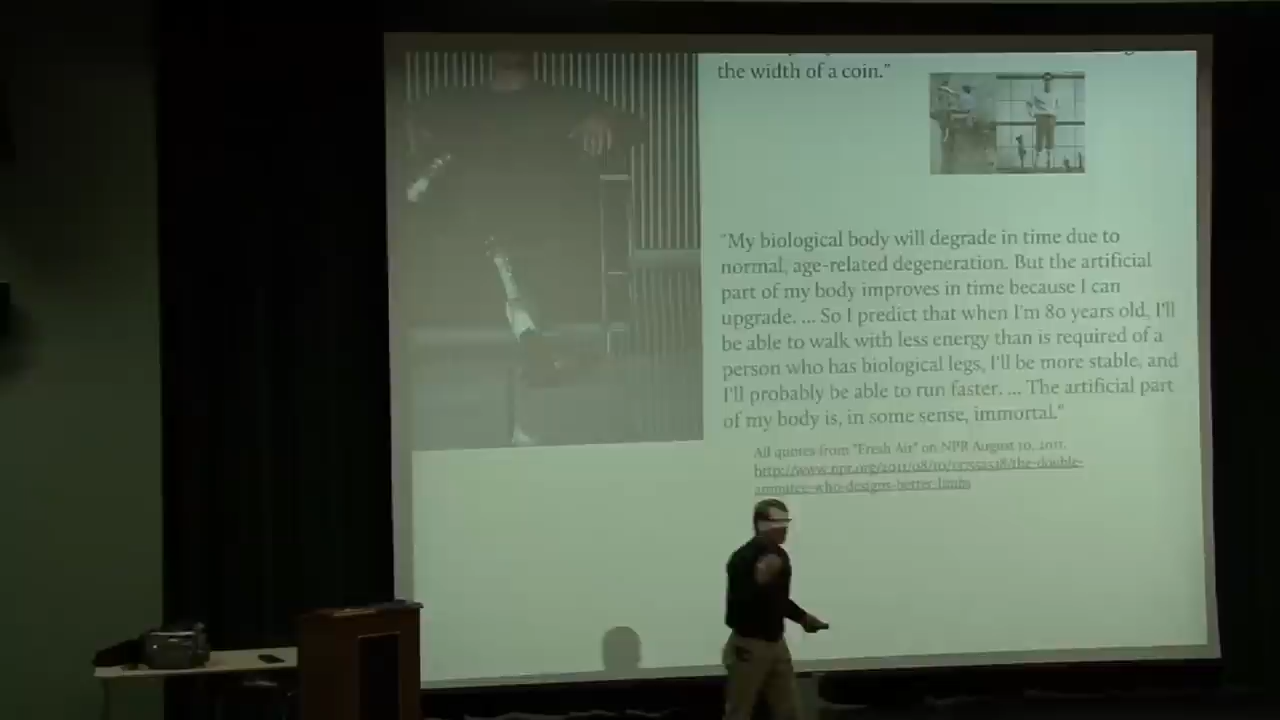 the width of a coin."
"My biological body will degrade in time due to
normal, age-related degeneration. But the artificial
part of my body improves in time because I can
upgrade. ... So I predict that when I'm 80 years old, I'll
be able to walk with less energy than is required of a
person who has biological legs, I'll be more stable, and
I'll probably be able to run faster. ... The artificial part
of my body is, in some sense, immortal."
All quotes from "Fresh Air" on NPR August 10, 2011.
-who-designs-better-limbs